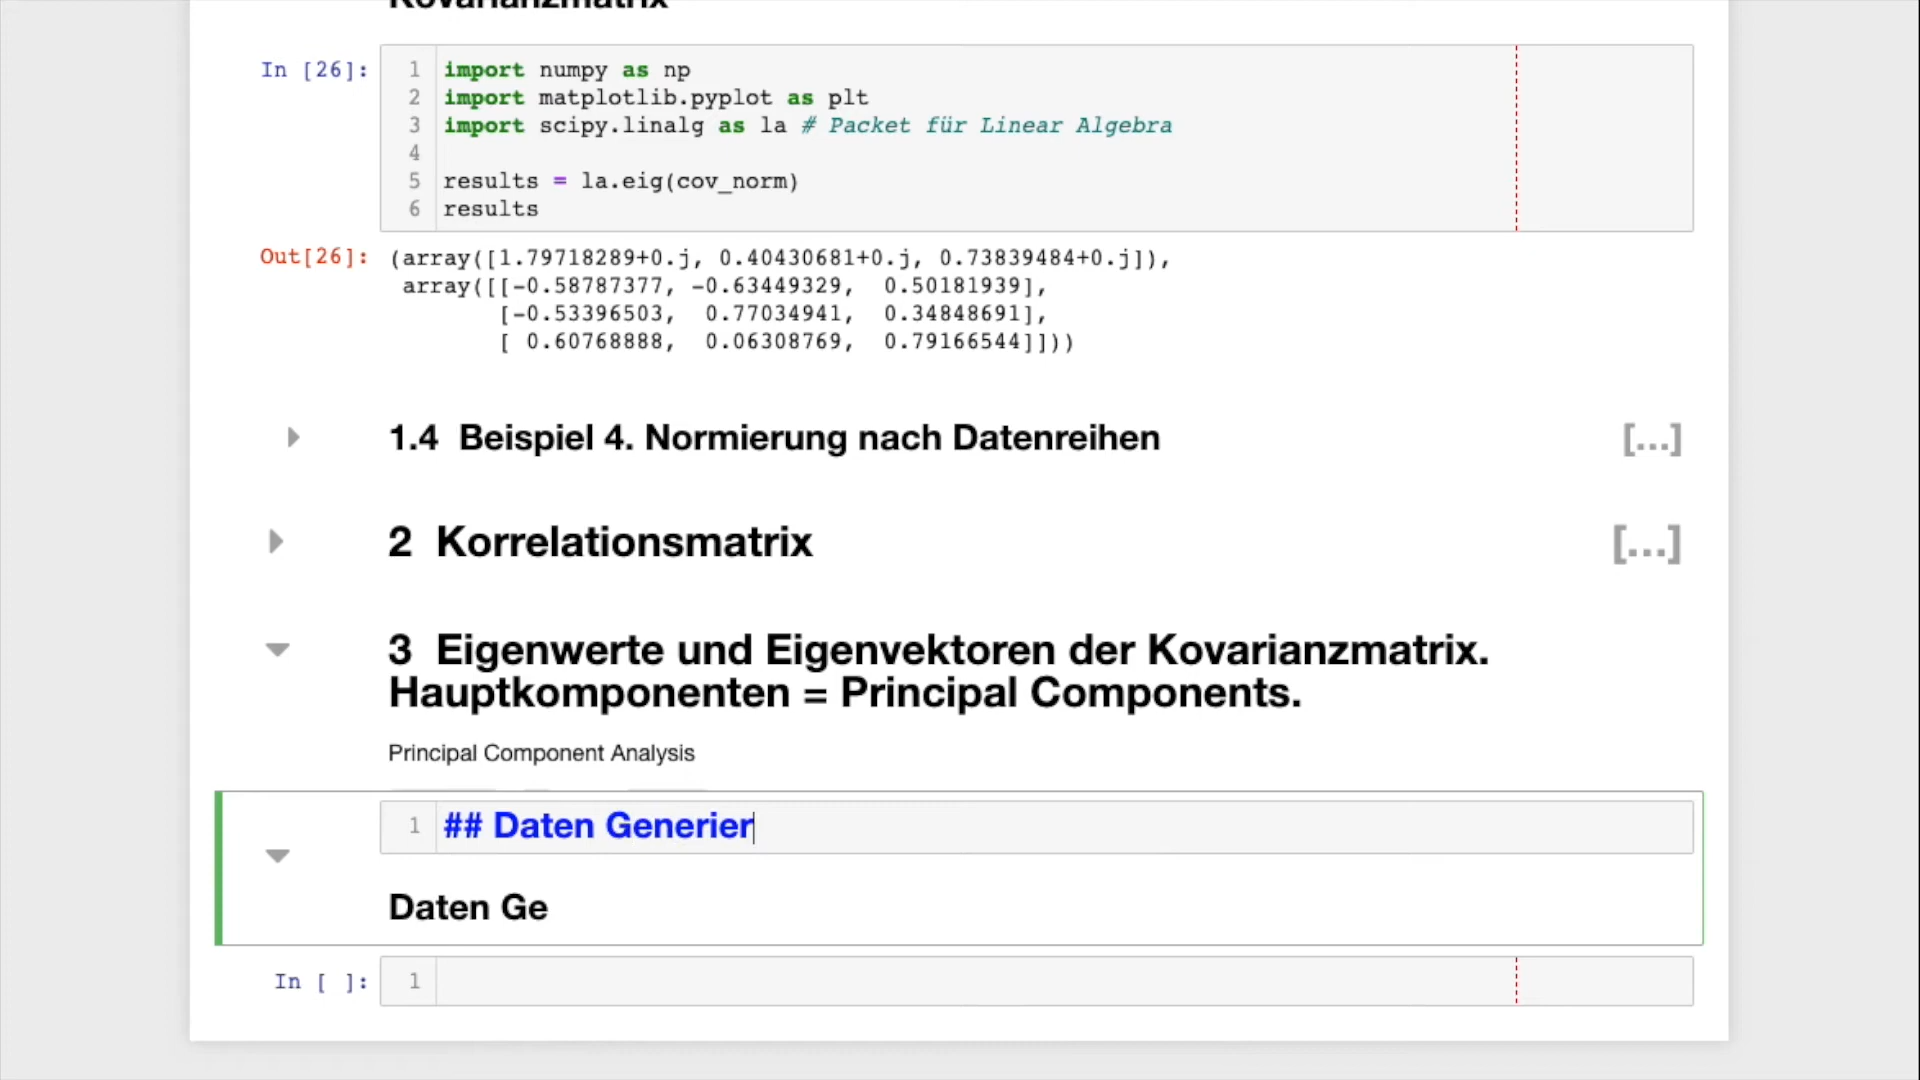 Kovarianzmatrix
In [26]:
1 import numpy as np
2 import matplotlib.pyplot as plt
3 import scipy.linalg as la # Packet für Linear Algebra
4
5 results = la.eig(cov_norm)
6 results
Out[26]: (array([1.79718289+0.j, 0.40430681+0.j, 0.73839484+0.j]),
array([[-0.58787377, -0.63449329, 0.50181939],
[-0.53396503, 0.77034941, 0.34848691],
[ 0.60768888, 0.06308769, 0.79166544]]))
1.4 Beispiel 4. Normierung nach Datenreihen [...]
2 Korrelationsmatrix [...]
3 Eigenwerte und Eigenvektoren der Kovarianzmatrix.
Hauptkomponenten = Principal Components.
Principal Component Analysis
1 ## Daten Generier
Daten Ge
In [ ]: 1